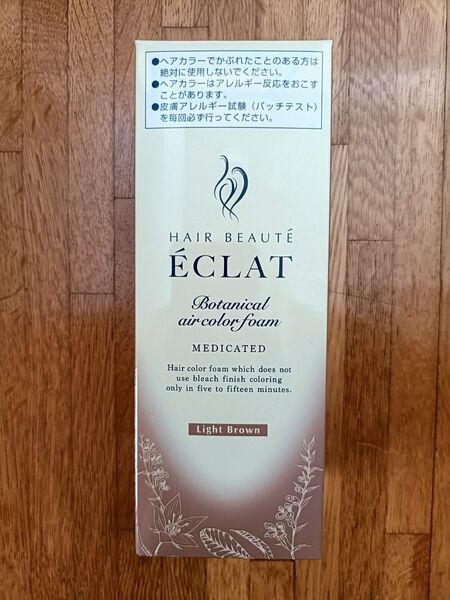 ●ヘアカラーでかぶれたことのある方は
絶対に使用しないでください。
●ヘアカラーはアレルギー反応をおこす
ことがあります。
●皮膚アレルギー試験(パッチテスト)
を毎回必ず行ってください。
HAIR BEAUTÉ
ÉCLAT
Botanical
air color foam
MEDICATED
Hair color foam which does not
use bleach finish coloring
only in five to fifteen minutes.
Light Brown